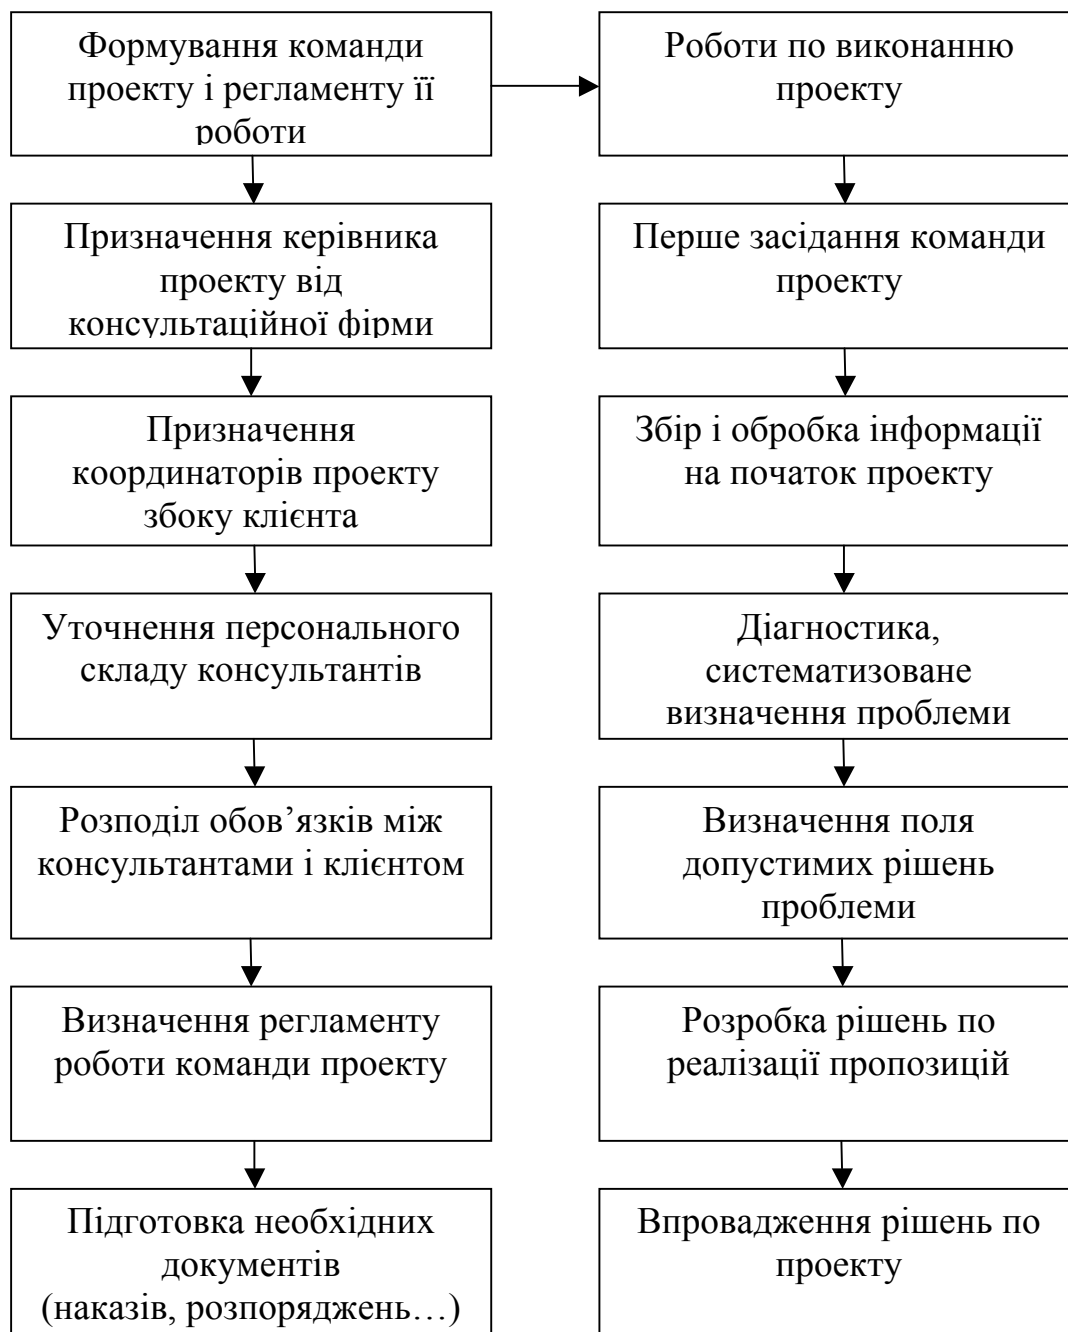 Формування команди
проекту і регламенту її
роботи
Призначення керівника
проекту від
консультаційної фірми
Призначення
координаторів проекту
збоку клієнта
Уточнення персонального
складу консультантів
Розподіл обов’язків між
консультантами і клієнтом
Визначення регламенту
роботи команди проекту
Підготовка необхідних
документів
(наказів, розпоряджень…)
Роботи по виконанню
проекту
Перше засідання команди
проекту
Збір і обробка інформації
на початок проекту
Діагностика,
систематизоване
визначення проблеми
Визначення поля
допустимих рішень
проблеми
Розробка рішень по
реалізації пропозицій
Впровадження рішень по
проекту